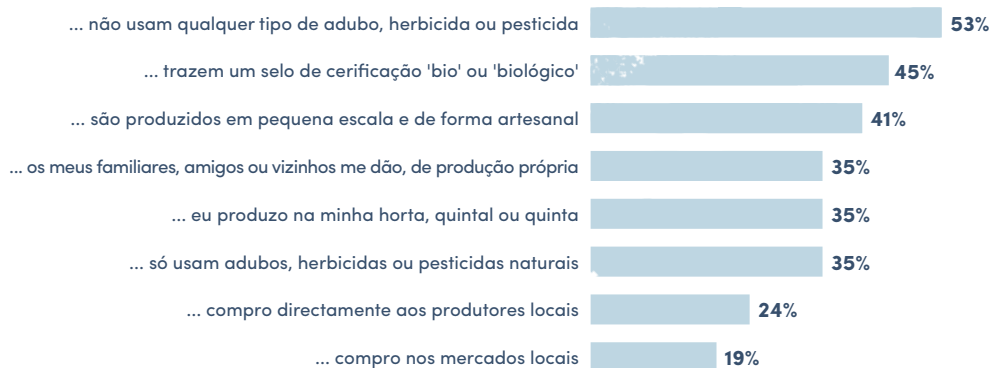 ... não usam qualquer tipo de adubo, herbicida ou pesticida 53%
... trazem um selo de cerificação 'bio' ou 'biológico' 45%
... são produzidos em pequena escala e de forma artesanal 41%
... os meus familiares, amigos ou vizinhos me dão, de produção própria 35%
... eu produzo na minha horta, quintal ou quinta 35%
... só usam adubos, herbicidas ou pesticidas naturais 35%
... compro directamente aos produtores locais 24%
... compro nos mercados locais 19%